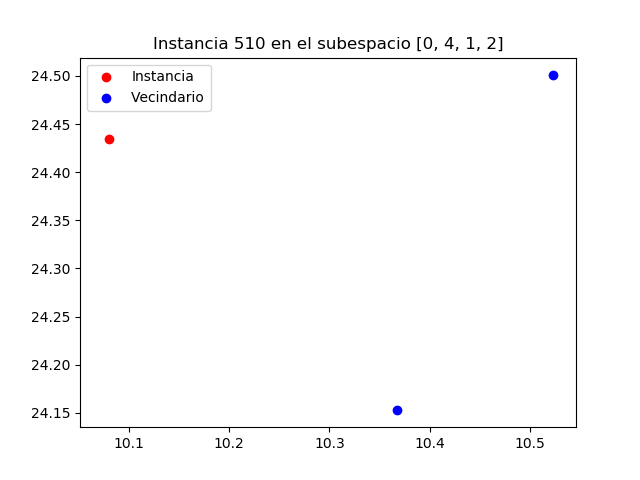 Instancia 510 en el subespacio [0, 4, 1, 2]
Instancia
Vecindario
24.50
24.45
24.40
24.35
24.30
24.25
24.20
24.15
10.1 10.2 10.3 10.4 10.5